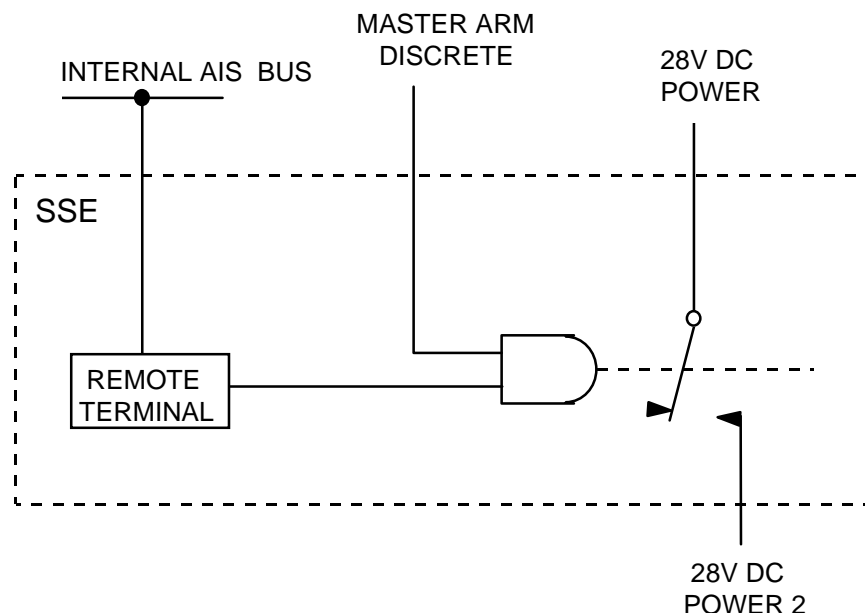 MASTER ARM
DISCRETE
INTERNAL AIS BUS
28V DC
POWER
SSE
REMOTE
TERMINAL
28V DC
POWER 2